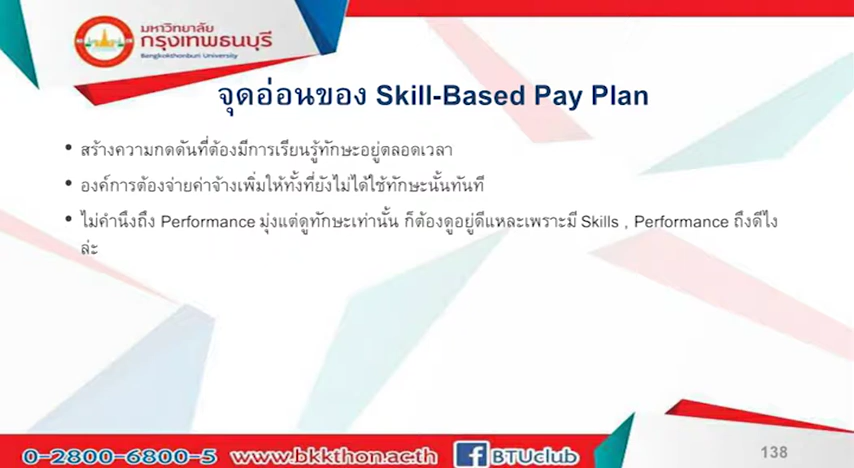 มหาวิทยาลัย
กรุงเทพธนบุรี
Bangkokthonburi University
จุดอ่อนของ Skill-Based Pay Plan
• สร้างความกดดันที่ต้องมีการเรียนรู้ทักษะอยู่ตลอดเวลา
• องค์การต้องจ่ายค่าจ้างเพิ่มให้ทั้งที่ยังไม่ได้ใช้ทักษะนั้นทันที
• ไม่คำนึงถึง Performance มุ่งแต่ดูทักษะเท่านั้น ก็ต้องดูอยู่ดีแหละเพราะมี Skills , Performance ถึงดีไง
ล่ะ
0-2800-6800-5 www.bkkthon.ac.th f BTUclub
138